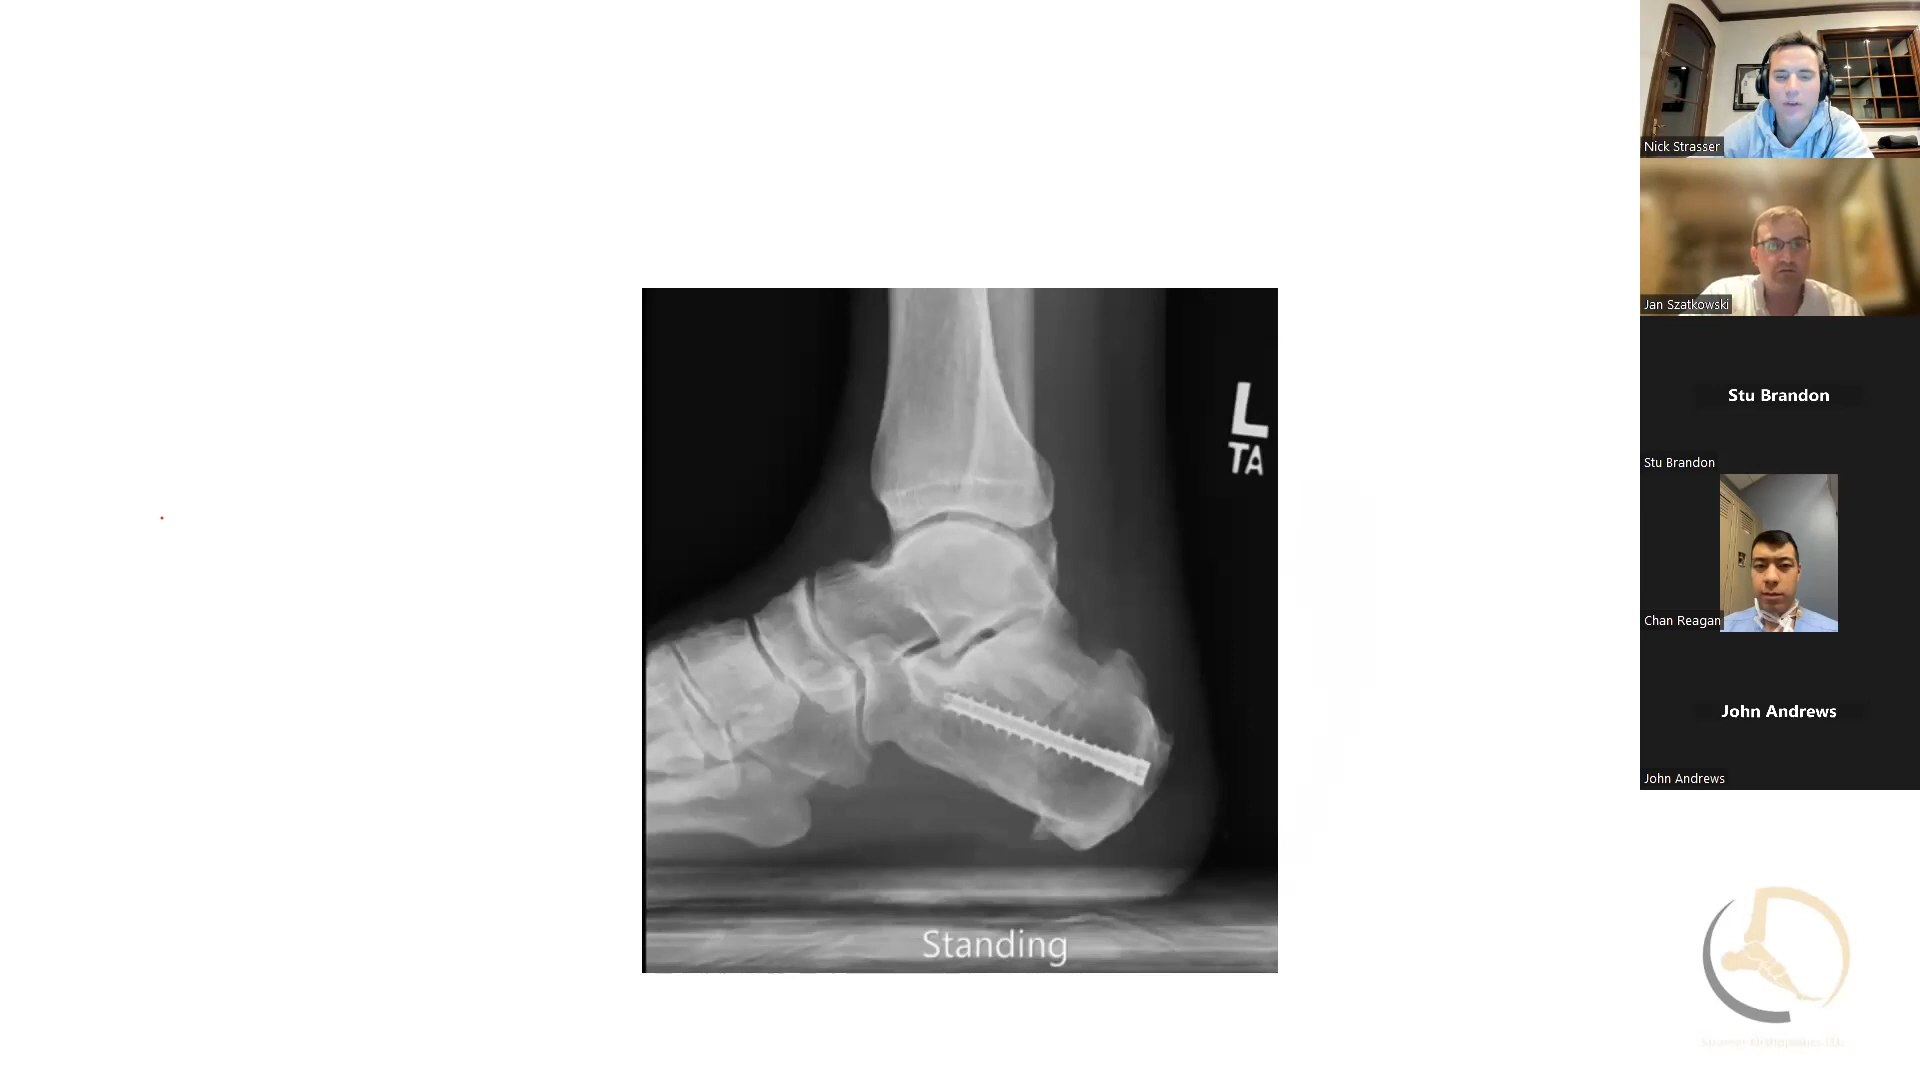 Nick Strasser
Jan Szatkowski
Stu Brandon
Stu Brandon
Chan Reagan
John Andrews
John Andrews
L
TA
Standing